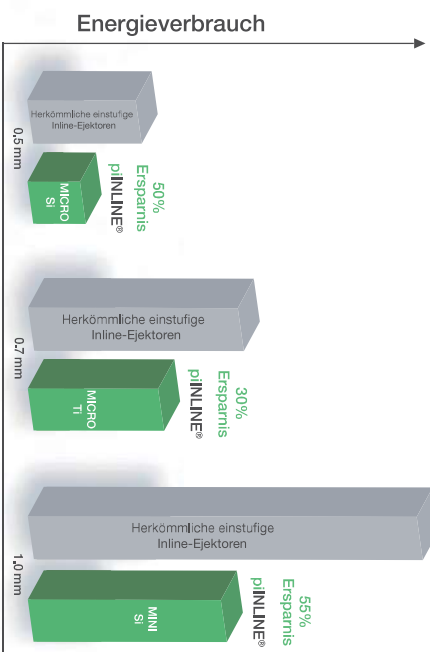 Energieverbrauch
Herkömmliche einstufige
Inline-Ejektoren
0.5 mm
50%
Ersparnis
piINLINE®
MICRO
Si
Herkömmliche einstufige
Inline-Ejektoren
0.7 mm
30%
Ersparnis
piINLINE®
MICRO
Ti
Herkömmliche einstufige
Inline-Ejektoren
1.0 mm
55%
Ersparnis
piINLINE®
MINI
Si